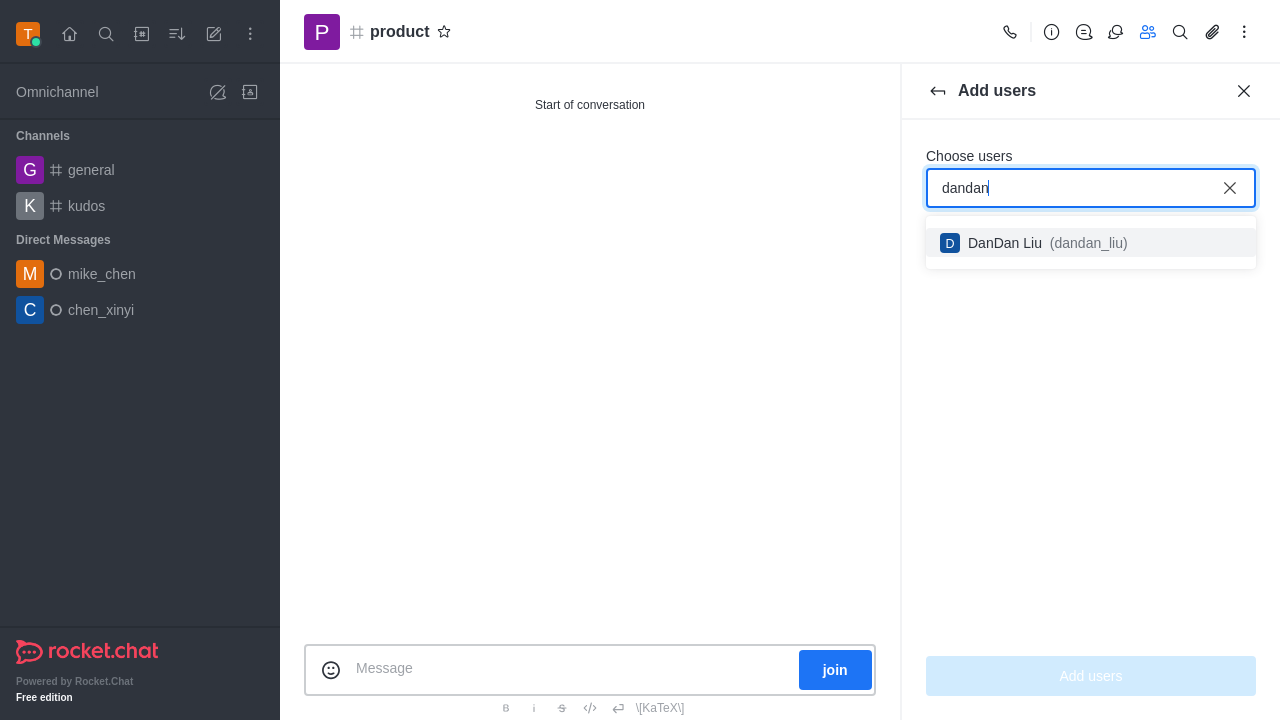 T
Omnichannel
Channels
G general
K kudos
Direct Messages
M mike_chen
C chen_xinyi
rocket.chat
Powered by Rocket.Chat
Free edition
P product
Start of conversation
Message
join
B i S \[KaTeX\]
Add users
Choose users
dandan
D DanDan Liu (dandan_liu)
Add users